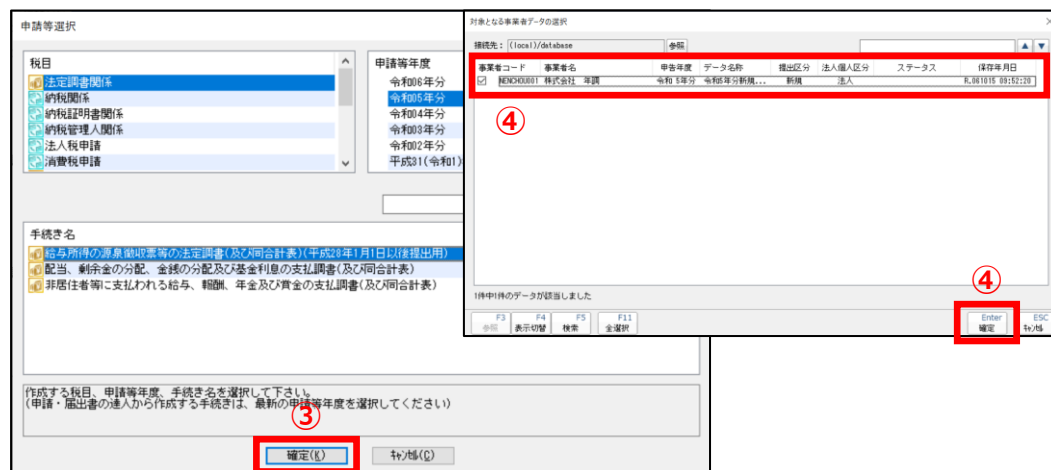 申請等選択
税目
法定調書関係
納税関係
納税証明書関係
納税管理人関係
法人税申請
消費税申請
申請等年度
令和06年分
令和05年分
令和04年分
令和03年分
令和02年分
平成31(令和1)
手続き名
給与所得の源泉徴収票等の法定調書(及び同合計表)(平成28年1月1日以後提出用)
配当、剰余金の分配、金銭の分配及び基金利息の支払調書(及び同合計表)
非居住者等に支払われる給与、報酬、年金及び賞金の支払調書(及び同合計表)
作成する税目、申請等年度、手続き名を選択して下さい。
(申請・届出書の達人から作成する手続きは、最新の申請等年度を選択してください)
③
確定(K) ｷｬﾝｾﾙ(C)
対象となる事業者データの選択
接続先： (local)/database 参照
事業者コード 事業者名 申告年度 データ名称 提出区分 法人個人区分 ステータス 保存年月日
NENCHOU001 株式会社 年調 令和 5年分 令和5年分新規... 新規 法人 R.061015 09:52:20
④
1件中1件のデータが該当しました
④
F3 参照 F4 表示切替 F5 検索 F11 全選択 Enter 確定 ESC ｷｬﾝｾﾙ